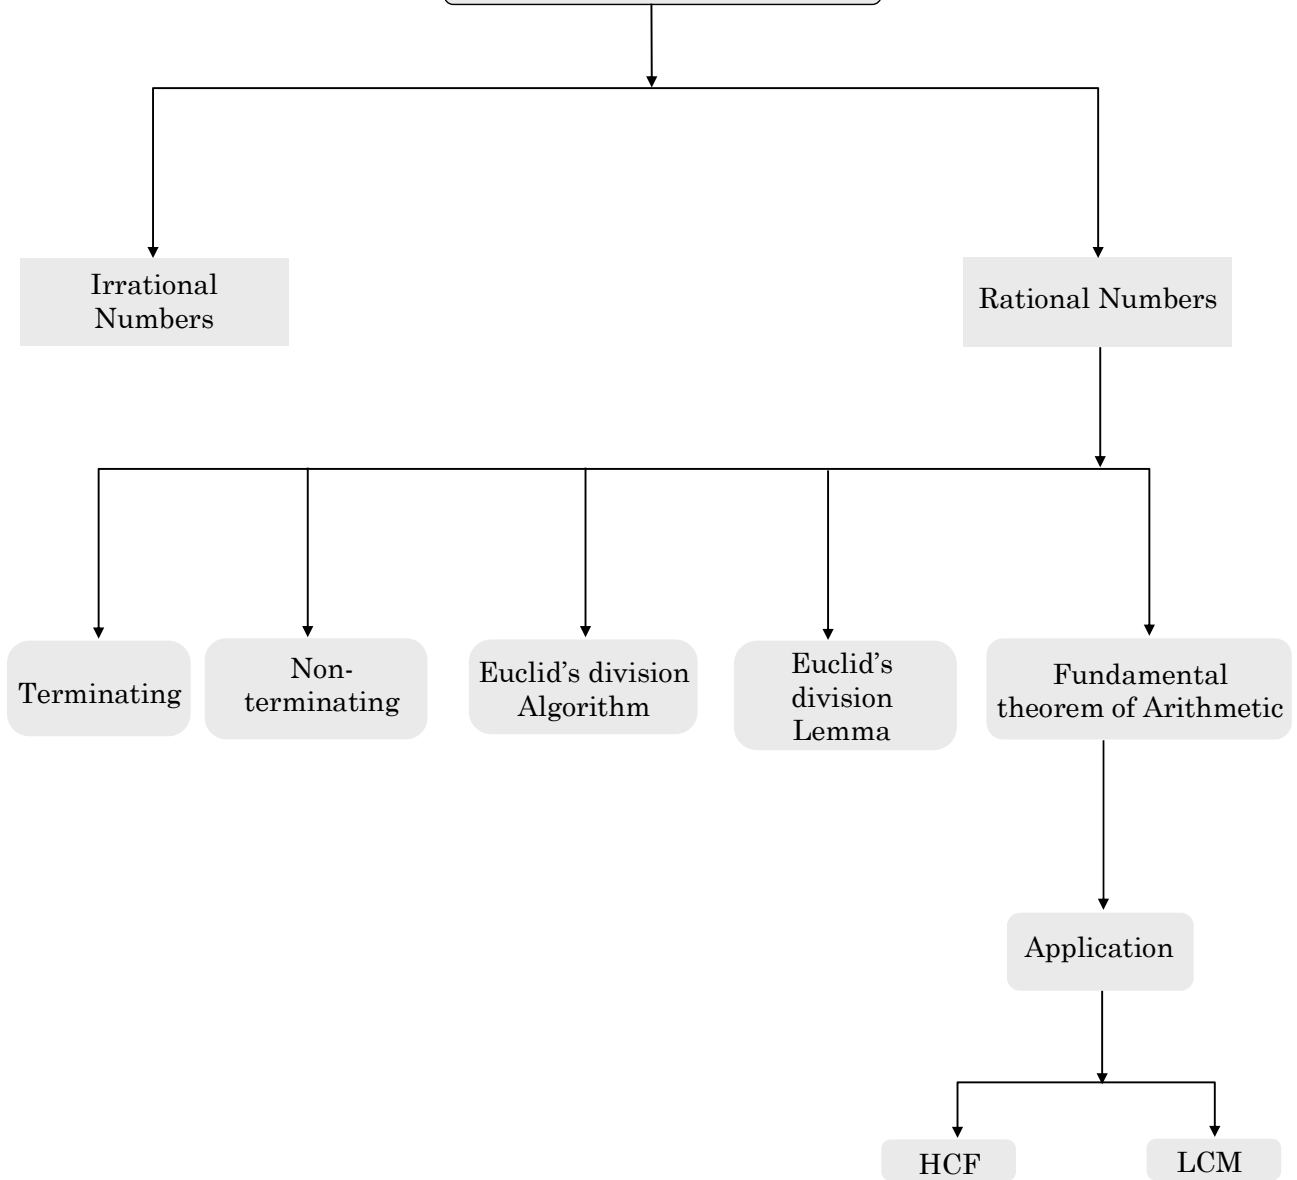 Irrational
Numbers
Rational Numbers
Terminating
Non-
terminating
Euclid's division
Algorithm
Euclid's
division
Lemma
Fundamental
theorem of Arithmetic
Application
HCF
LCM